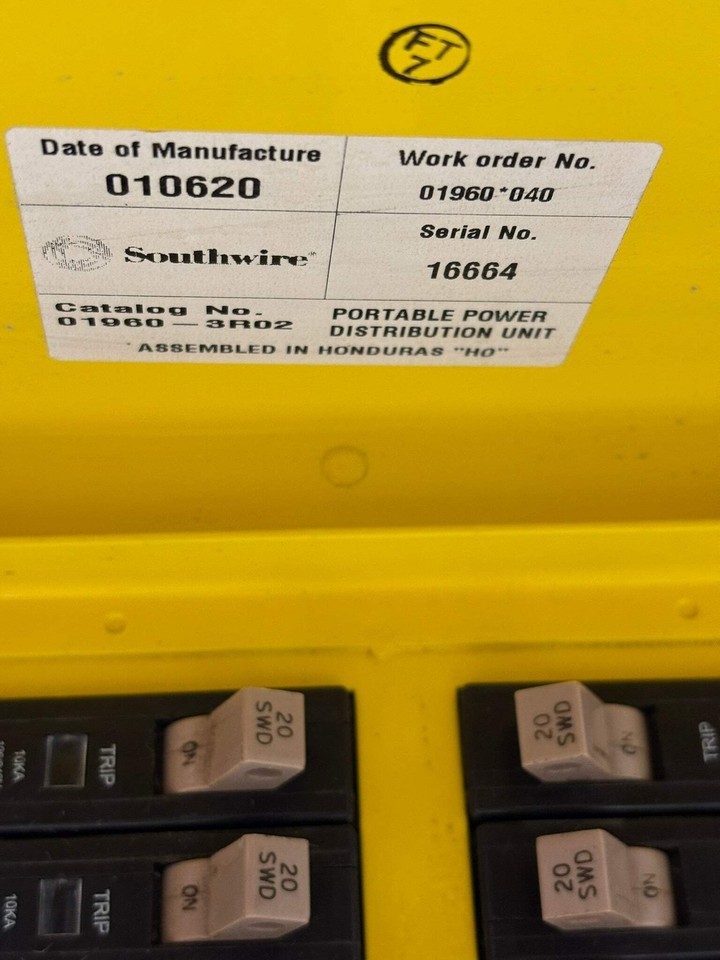 FT
7
Date of Manufacture
010620
Work order No.
01960*040
Southwire
Serial No.
16664
Catalog No.
01960-3R02
PORTABLE POWER
DISTRIBUTION UNIT
ASSEMBLED IN HONDURAS "HO"
20
SWD
ON
TRIP
10KA
20
SWD
ON
TRIP
20
SWD
ON
TRIP
10KA
20
SWD
ON